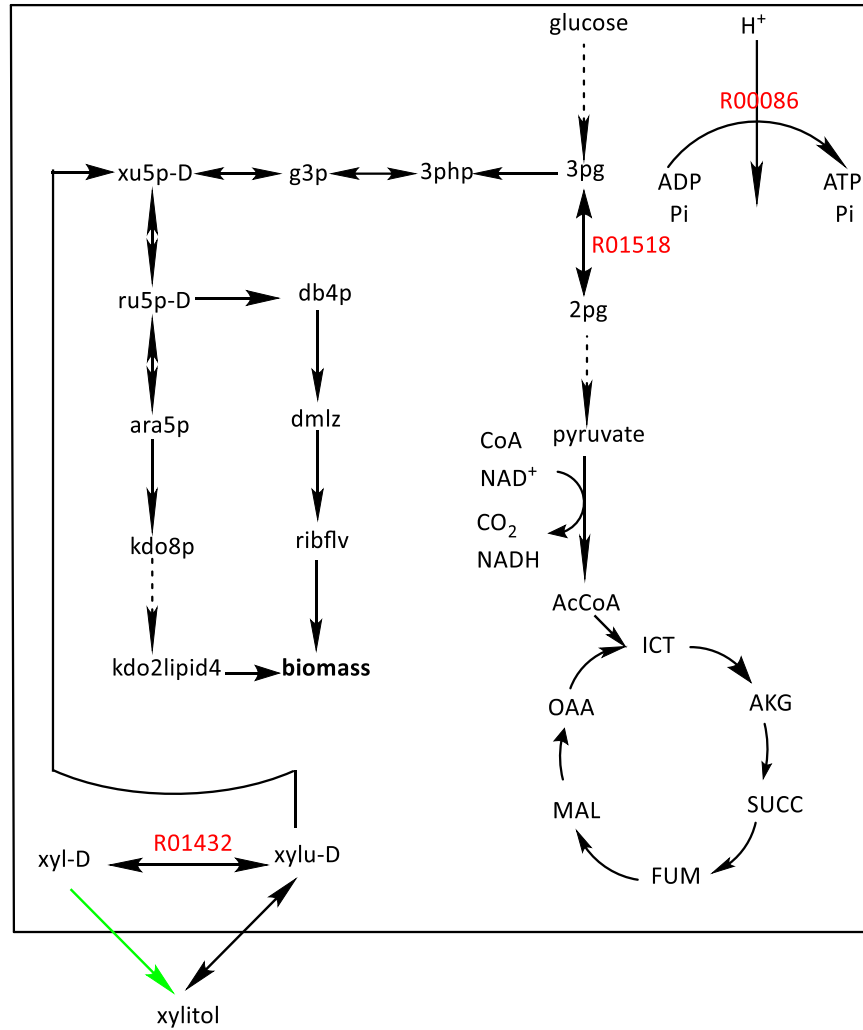 glucose
H⁺
R00086
xu5p-D
g3p
3php
3pg
ADP
ATP
Pi
Pi
R01518
ru5p-D
db4p
2pg
ara5p
dmlz
CoA
pyruvate
NAD⁺
CO₂
NADH
kdo8p
ribflv
AcCoA
kdo2lipid4
biomass
ICT
OAA
AKG
MAL
SUCC
FUM
R01432
xyl-D
xylu-D
xylitol